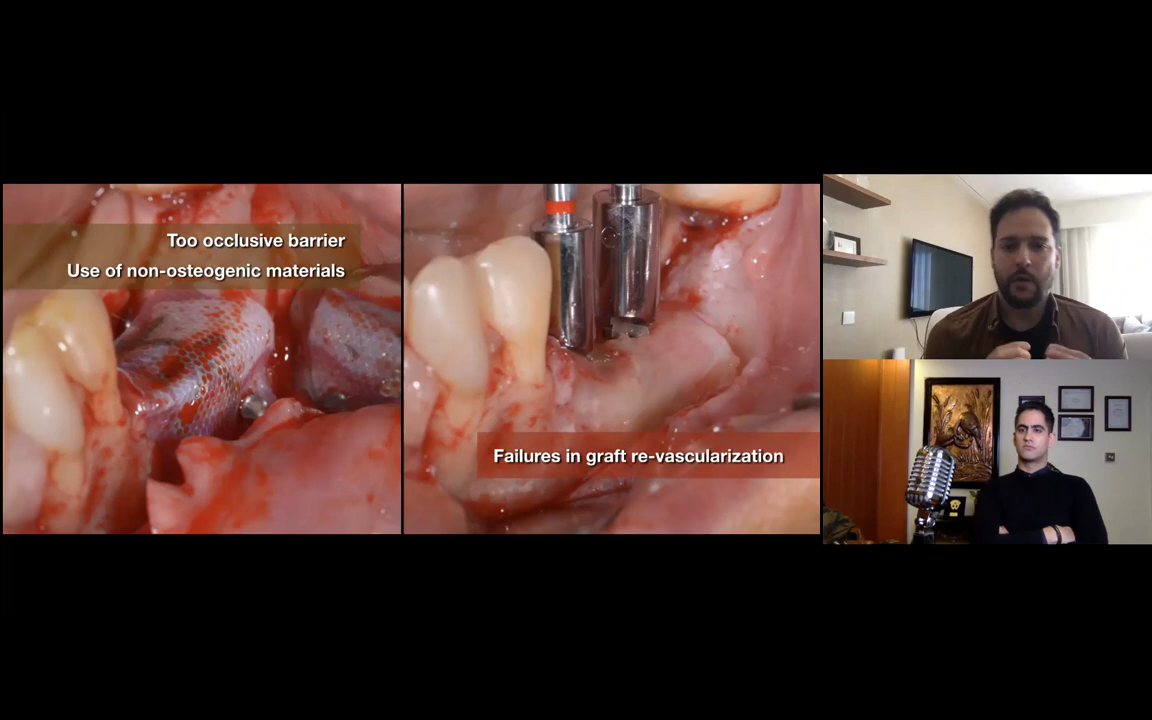 Too occlusive barrier
Use of non-osteogenic materials
Failures in graft re-vascularization